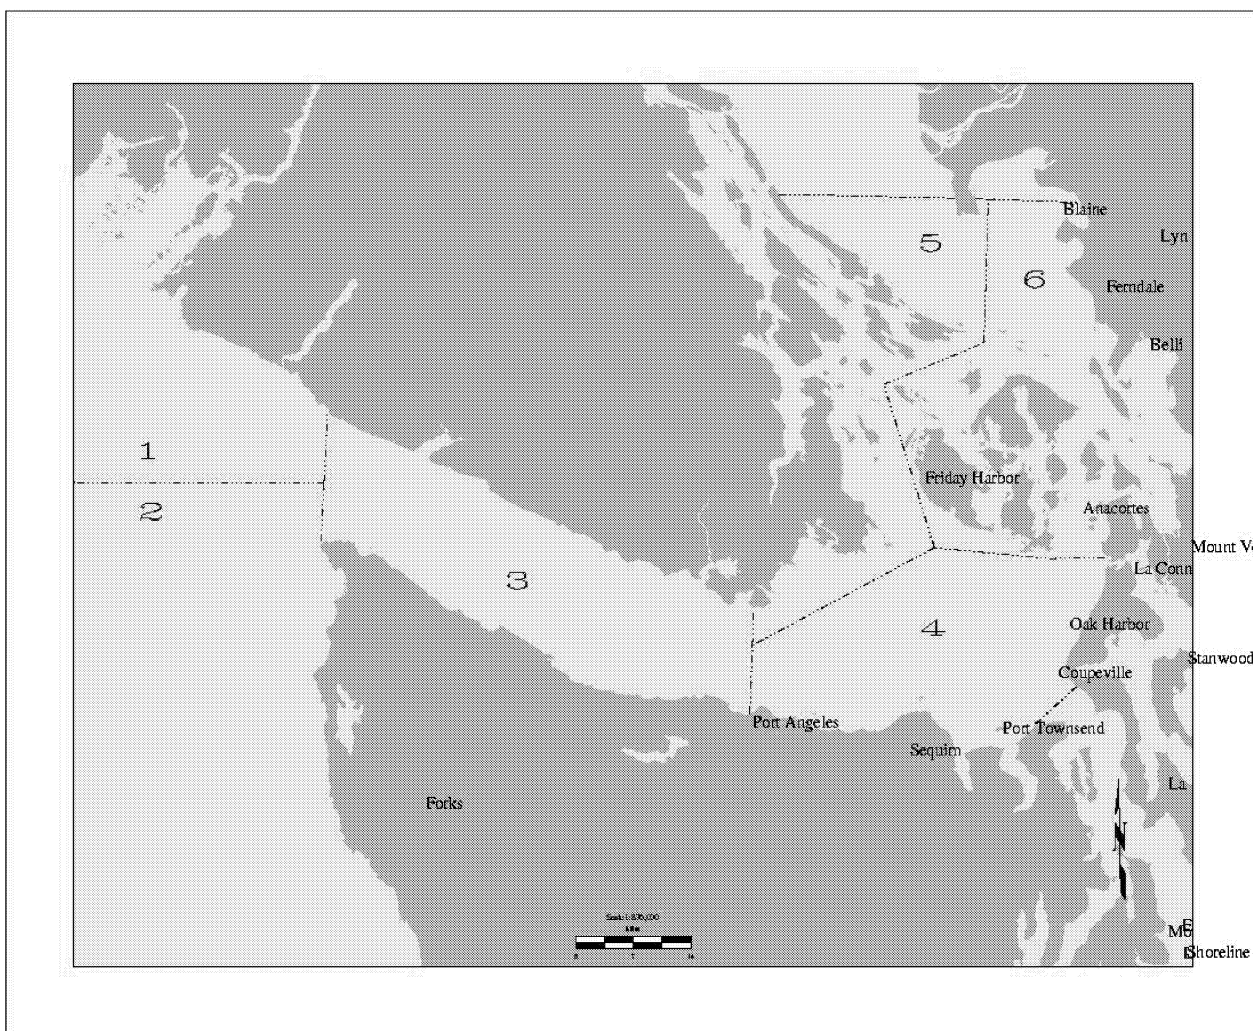 Blaine
Lyn
5
6
Ferndale
Belli
1
Friday Harbor
2
Anacortes
Mount Ve
La Conn
3
4
Oak Harbor
Stanwood
Coupeville
Port Angeles
Port Townsend
Sequim
La
Forks
N
Mo
Shoreline